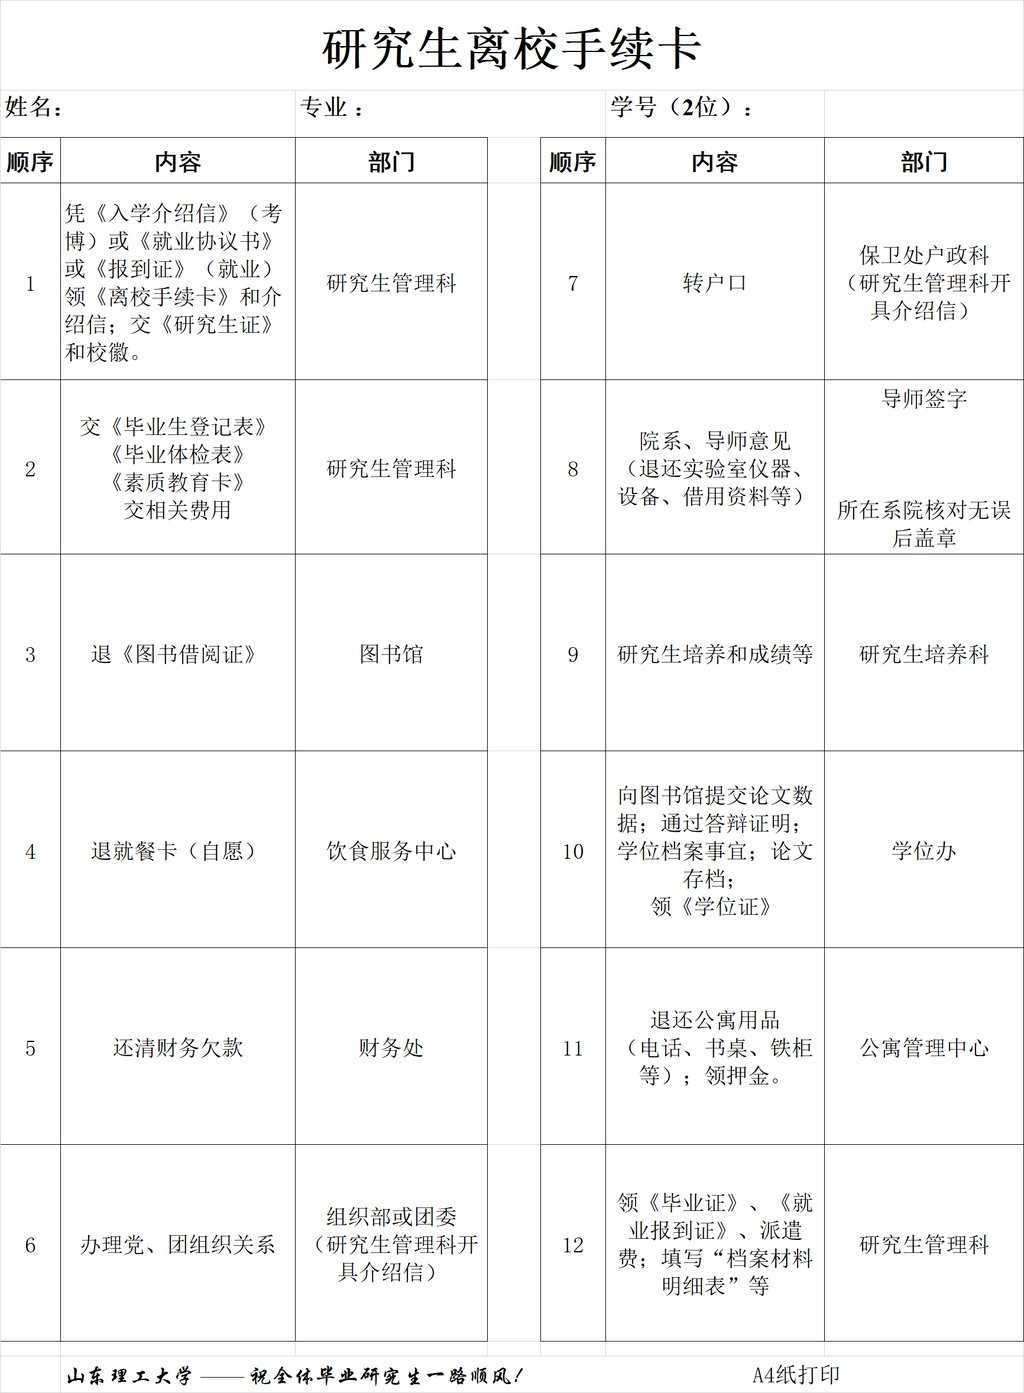 研究生离校手续卡
姓名：
专业：
学号（2位）：
顺序
内容
部门
顺序
内容
部门
1
凭《入学介绍信》（考
博）或《就业协议书》
或《报到证》（就业）
领《离校手续卡》和介
绍信；交《研究生证》
和校徽。
研究生管理科
7
转户口
保卫处户政科
（研究生管理科开
具介绍信）
2
交《毕业生登记表》
《毕业体检表》
《素质教育卡》
交相关费用
研究生管理科
8
院系、导师意见
（退还实验室仪器、
设备、借用资料等）
导师签字
所在系院核对无误
后盖章
3
退《图书借阅证》
图书馆
9
研究生培养和成绩等
研究生培养科
4
退就餐卡（自愿）
饮食服务中心
10
向图书馆提交论文数
据；通过答辩证明；
学位档案事宜；论文
存档；
领《学位证》
学位办
5
还清财务欠款
财务处
11
退还公寓用品
（电话、书桌、铁柜
等）；领押金。
公寓管理中心
6
办理党、团组织关系
组织部或团委
（研究生管理科开
具介绍信）
12
领《毕业证》、《就
业报到证》、派遣
费；填写“档案材料
明细表”等
研究生管理科
山东理工大学 —— 祝全体毕业研究生一路顺风！
A4纸打印